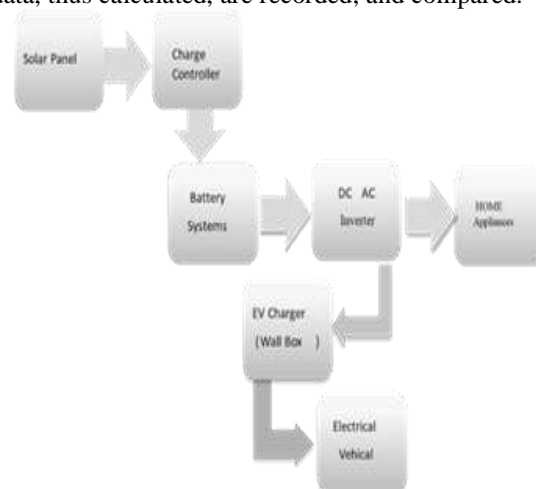 data, thus calculated, are recorded, and compared.
Solar Panel
Charge
Controller
Battery
Systems
DC AC
Inverter
HOME
Appliances
EV Charger
(Wall Box )
Electrical
Vehical